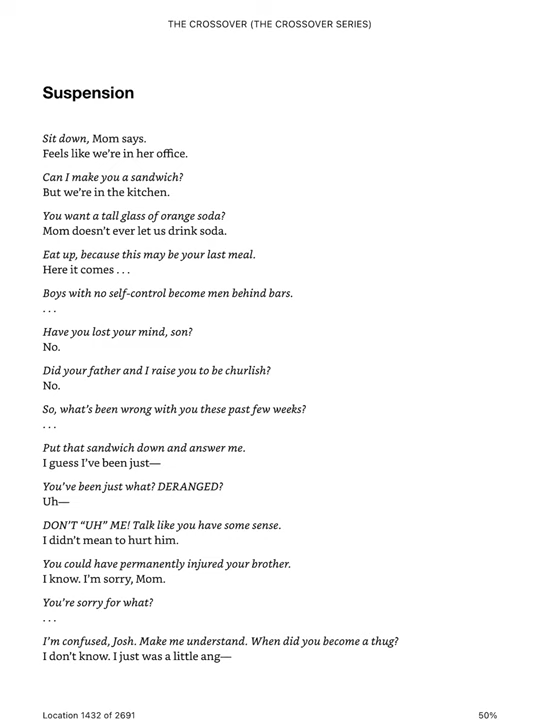 THE CROSSOVER (THE CROSSOVER SERIES)
Suspension
Sit down, Mom says.
Feels like we're in her office.
Can I make you a sandwich?
But we're in the kitchen.
You want a tall glass of orange soda?
Mom doesn't ever let us drink soda.
Eat up, because this may be your last meal.
Here it comes . . .
Boys with no self-control become men behind bars.
. . .
Have you lost your mind, son?
No.
Did your father and I raise you to be churlish?
No.
So, what's been wrong with you these past few weeks?
. . .
Put that sandwich down and answer me.
I guess I've been just—
You've been just what? DERANGED?
Uh—
DON'T “UH” ME! Talk like you have some sense.
I didn't mean to hurt him.
You could have permanently injured your brother.
I know. I'm sorry, Mom.
You're sorry for what?
. . .
I'm confused, Josh. Make me understand. When did you become a thug?
I don't know. I just was a little ang—
Location 1432 of 2691
50%